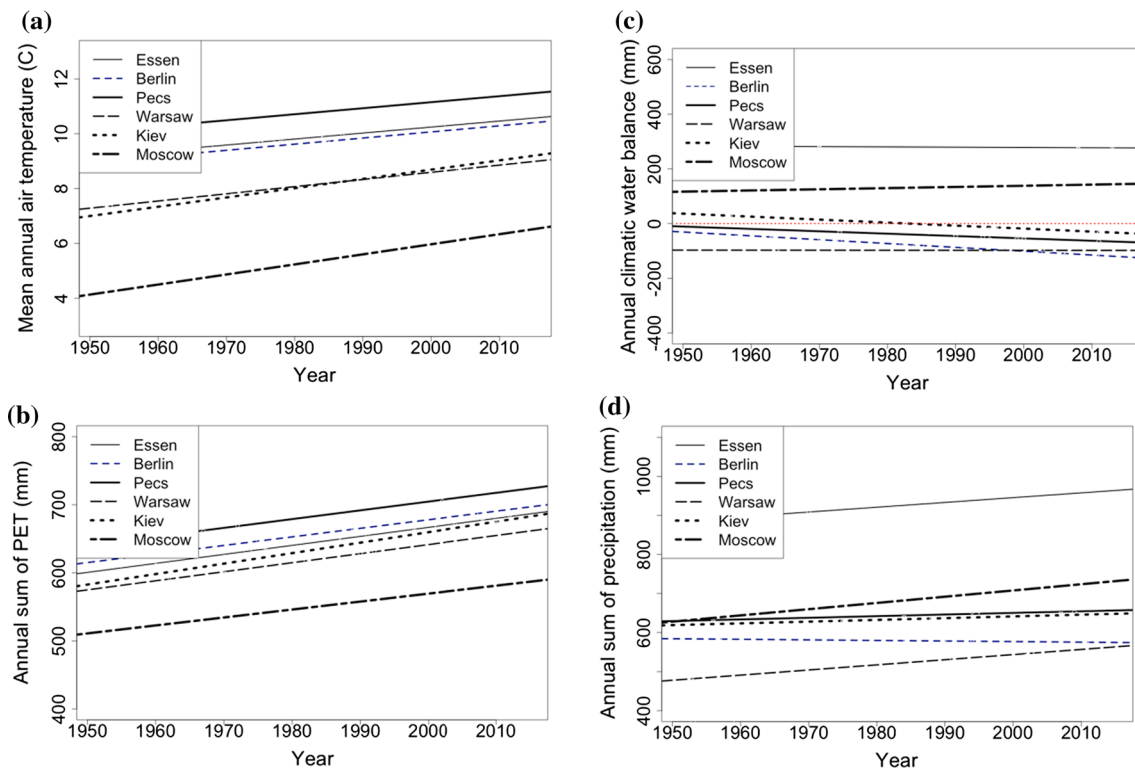 (a)
Mean annual air temperature (C)
12
10
8
6
4
Essen
Berlin
Pecs
Warsaw
Kiev
Moscow
1950 1960 1970 1980 1990 2000 2010
Year
(c)
Annual climatic water balance (mm)
600
400
200
0
-200
-400
Essen
Berlin
Pecs
Warsaw
Kiev
Moscow
1950 1960 1970 1980 1990 2000 2010
Year
(b)
Annual sum of PET (mm)
800
700
600
500
400
Essen
Berlin
Pecs
Warsaw
Kiev
Moscow
1950 1960 1970 1980 1990 2000 2010
Year
(d)
Annual sum of precipitation (mm)
1000
800
600
400
Essen
Berlin
Pecs
Warsaw
Kiev
Moscow
1950 1960 1970 1980 1990 2000 2010
Year